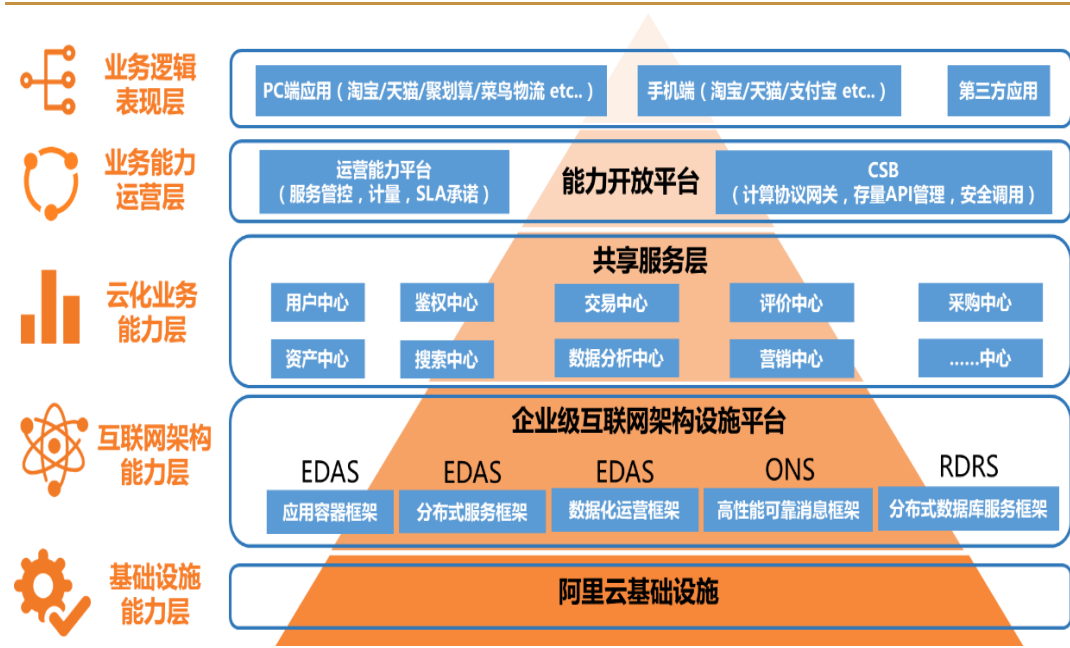 业务逻辑
表现层
PC端应用（淘宝/天猫/聚划算/菜鸟物流 etc..）
手机端（淘宝/天猫/支付宝 etc..）
第三方应用
业务能力
运营层
运营能力平台
（服务管控，计量，SLA承诺）
能力开放平台
CSB
（计算协议网关，存量API管理，安全调用）
云化业务
能力层
共享服务层
用户中心
鉴权中心
交易中心
评价中心
采购中心
资产中心
搜索中心
数据分析中心
营销中心
......中心
互联网架构
能力层
企业级互联网架构设施平台
EDAS
EDAS
EDAS
ONS
RDRS
应用容器框架
分布式服务框架
数据化运营框架
高性能可靠消息框架
分布式数据库服务框架
基础设施
能力层
阿里云基础设施